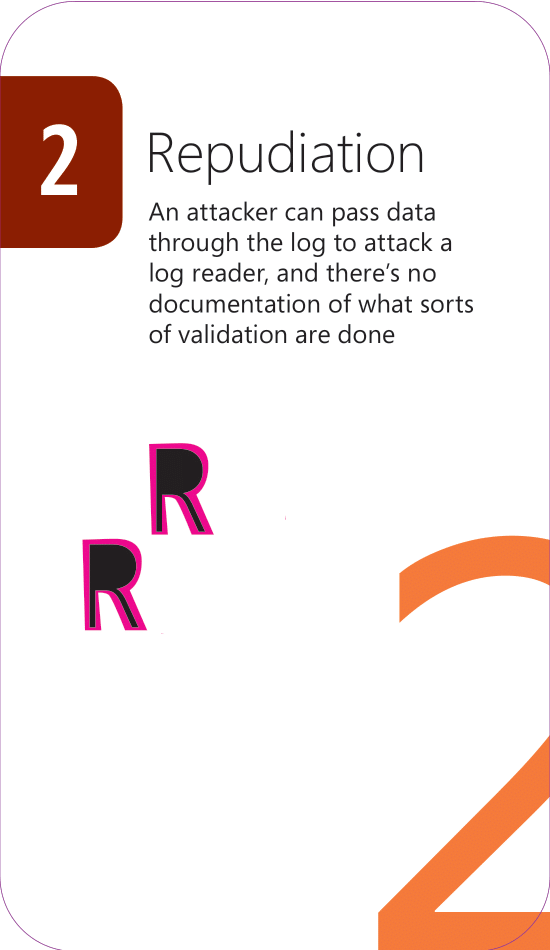 2
Repudiation
An attacker can pass data
through the log to attack a
log reader, and there’s no
documentation of what sorts
of validation are done
R
R
2